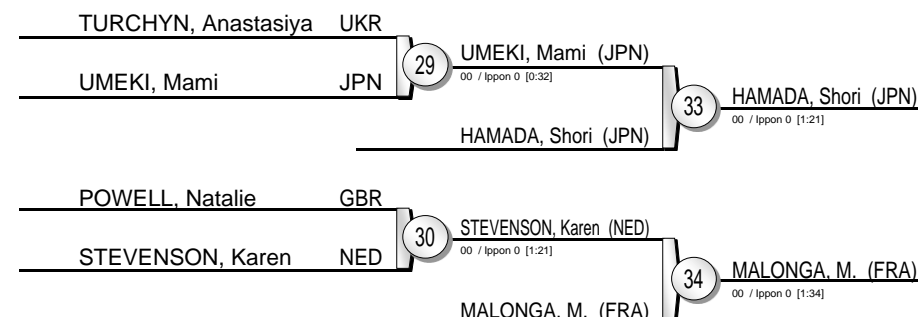 TURCHYN, Anastasiya UKR
29
UMEKI, Mami (JPN)
00 / Ippon 0 [0:32]
UMEKI, Mami JPN
33
HAMADA, Shori (JPN)
00 / Ippon 0 [1:21]
HAMADA, Shori (JPN)
POWELL, Natalie GBR
30
STEVENSON, Karen (NED)
00 / Ippon 0 [1:21]
STEVENSON, Karen NED
34
MALONGA, M. (FRA)
00 / Ippon 0 [1:34]
MALONGA, M. (FRA)